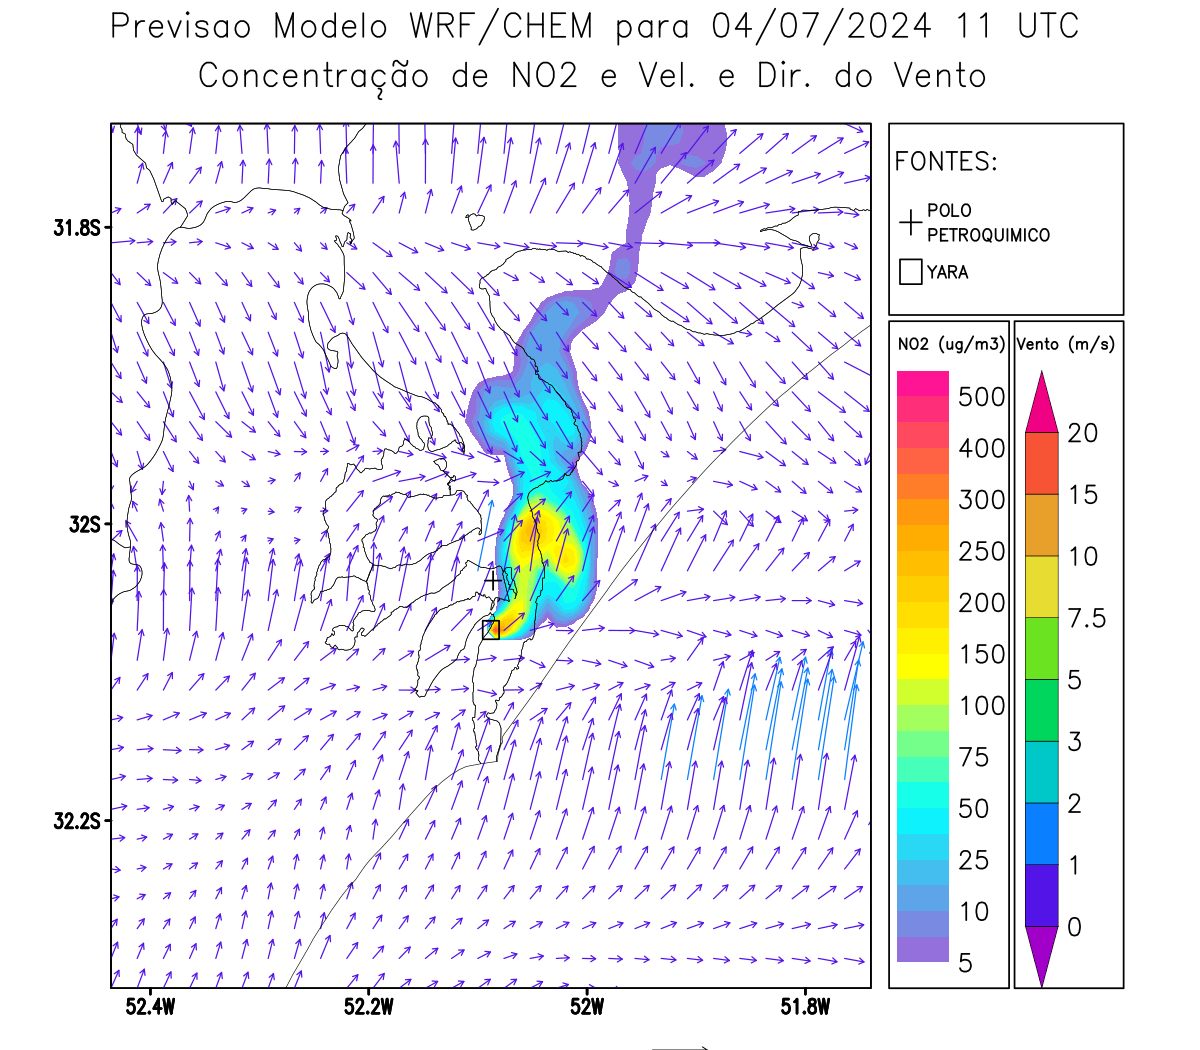 Previsao Modelo WRF/CHEM para 04/07/2024 11 UTC
Concentração de NO2 e Vel. e Dir. do Vento
FONTES:
POLO
PETROQUIMICO
YARA
NO2 (ug/m3)
500
400
300
250
200
150
100
75
50
25
10
5
Vento (m/s)
20
15
10
7.5
5
3
2
1
0
31.8S
32S
32.2S
52.4W
52.2W
52W
51.8W